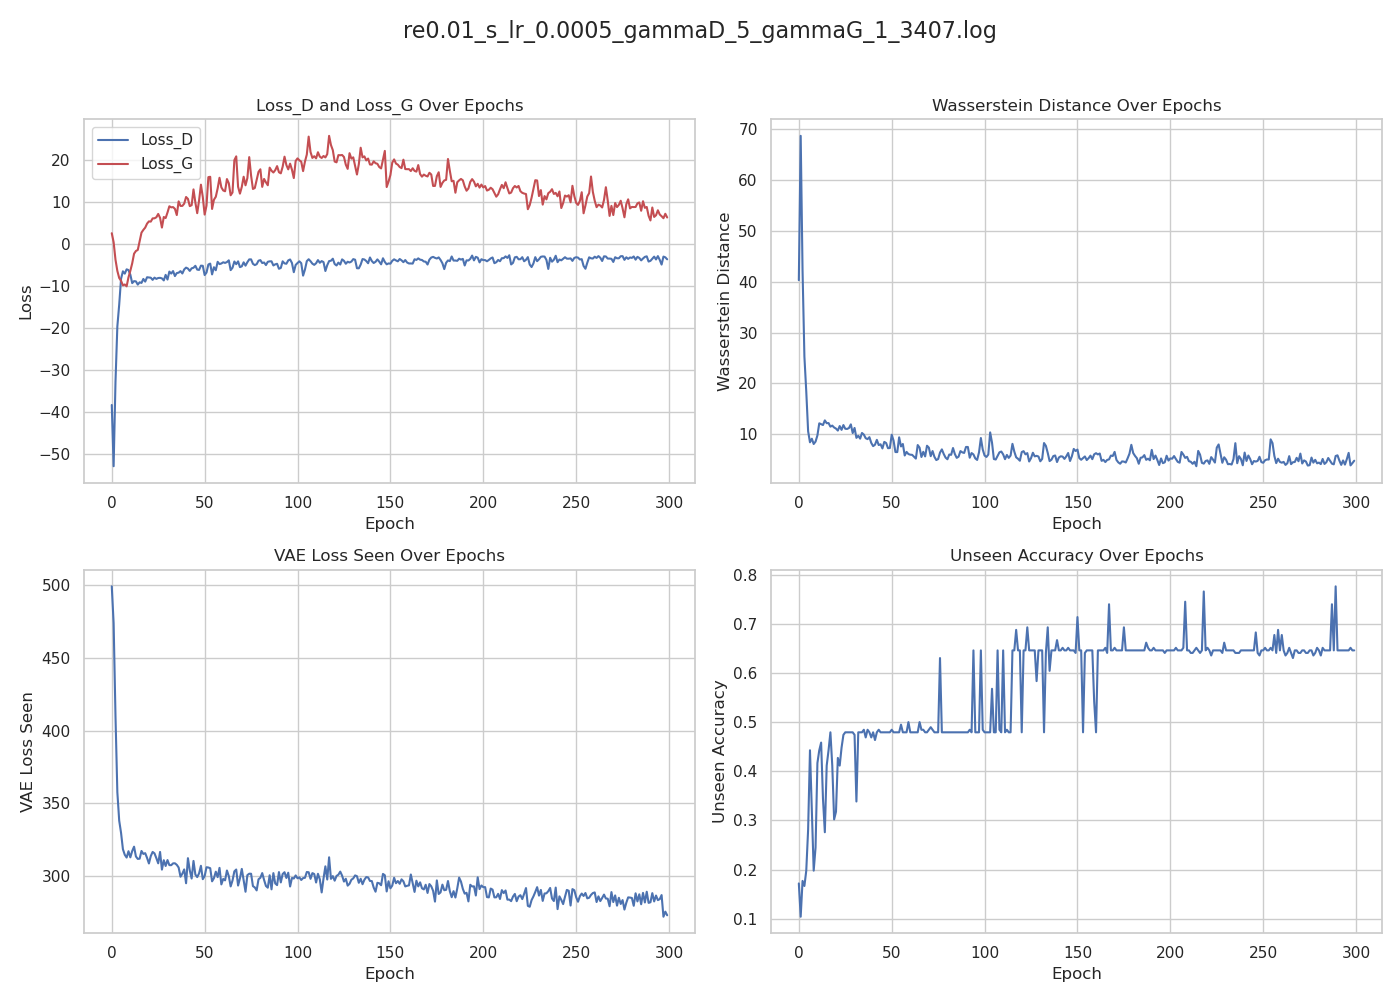 re0.01_s_lr_0.0005_gammaD_5_gammaG_1_3407.log
Loss_D and Loss_G Over Epochs
Loss_D
Loss_G
20
10
0
−10
−20
−30
−40
−50
Loss
0 50 100 150 200 250 300
Epoch
Wasserstein Distance Over Epochs
70
60
50
40
30
20
10
Wasserstein Distance
0 50 100 150 200 250 300
Epoch
VAE Loss Seen Over Epochs
500
450
400
350
300
VAE Loss Seen
0 50 100 150 200 250 300
Epoch
Unseen Accuracy Over Epochs
0.8
0.7
0.6
0.5
0.4
0.3
0.2
0.1
Unseen Accuracy
0 50 100 150 200 250 300
Epoch